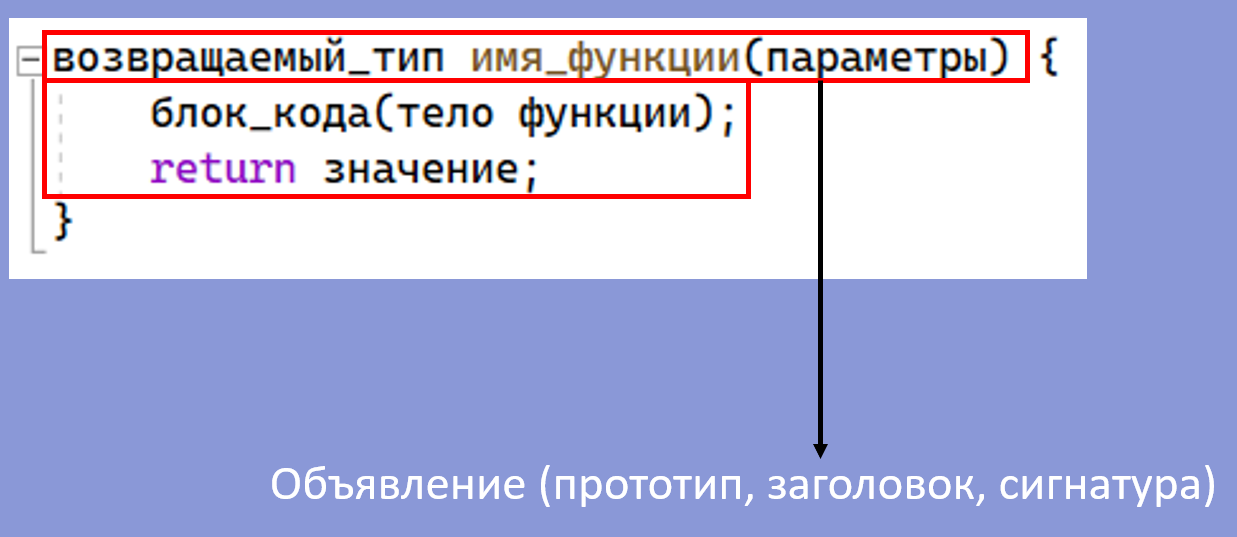 возвращаемый_тип имя_функции(параметры) {
блок_кода(тело функции);
return значение;
}
Объявление (прототип, заголовок, сигнатура)